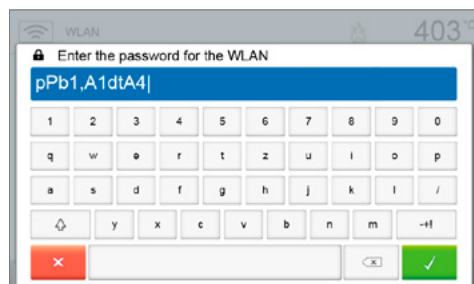 WLAN 403 °C
Enter the password for the WLAN
pPb1,A1dtA4
1 2 3 4 5 6 7 8 9 0
q w e r t z u i o p
a s d f g h j k l /
y x c v b n m -+!